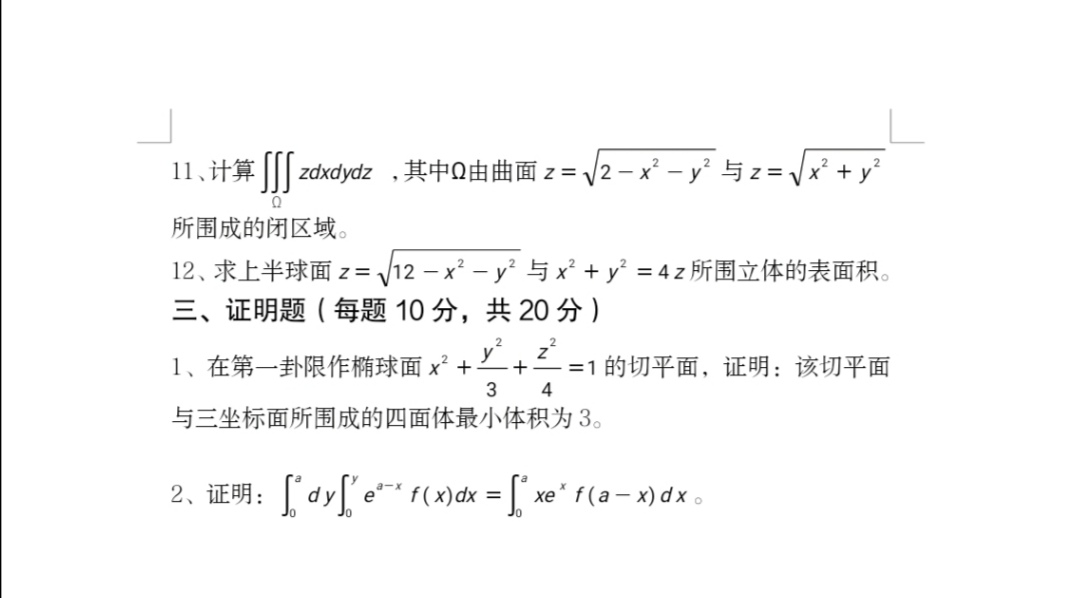 11、计算∭_Ω zdxdydz ,其中Ω由曲面 z = √(2 − x² − y²) 与 z = √(x² + y²)
所围成的闭区域。
12、求上半球面 z = √(12 − x² − y²) 与 x² + y² = 4z 所围立体的表面积。
三、证明题（每题 10 分，共 20 分）
1、在第一卦限作椭球面 x² + y²/3 + z²/4 =1 的切平面，证明：该切平面
与三坐标面所围成的四面体最小体积为 3。
2、证明：∫₀^a dy∫₀^y e^(a−x) f(x)dx = ∫₀^a xe^x f(a − x)dx 。